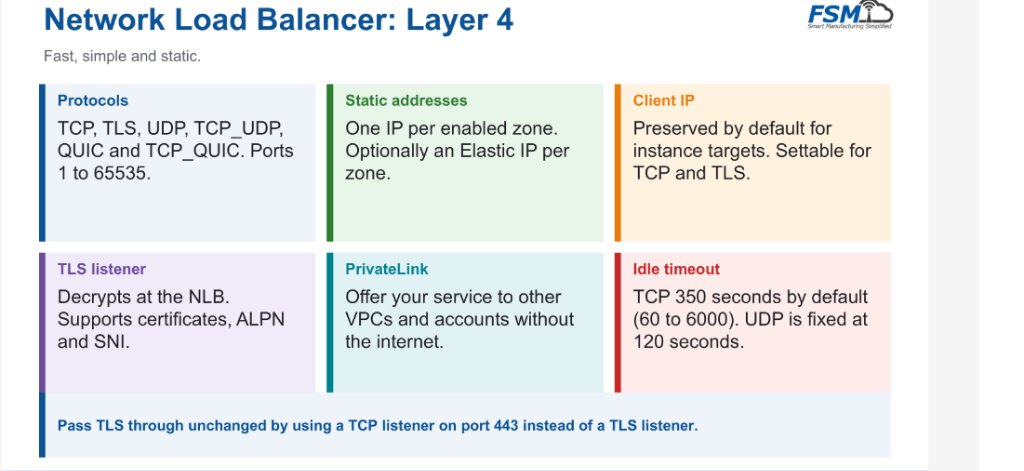 Network Load Balancer: Layer 4
FSM
Smart Manufacturing Simplified
Fast, simple and static.
Protocols
TCP, TLS, UDP, TCP_UDP,
QUIC and TCP_QUIC. Ports
1 to 65535.
Static addresses
One IP per enabled zone.
Optionally an Elastic IP per
zone.
Client IP
Preserved by default for
instance targets. Settable for
TCP and TLS.
TLS listener
Decrypts at the NLB.
Supports certificates, ALPN
and SNI.
PrivateLink
Offer your service to other
VPCs and accounts without
the internet.
Idle timeout
TCP 350 seconds by default
(60 to 6000). UDP is fixed at
120 seconds.
Pass TLS through unchanged by using a TCP listener on port 443 instead of a TLS listener.